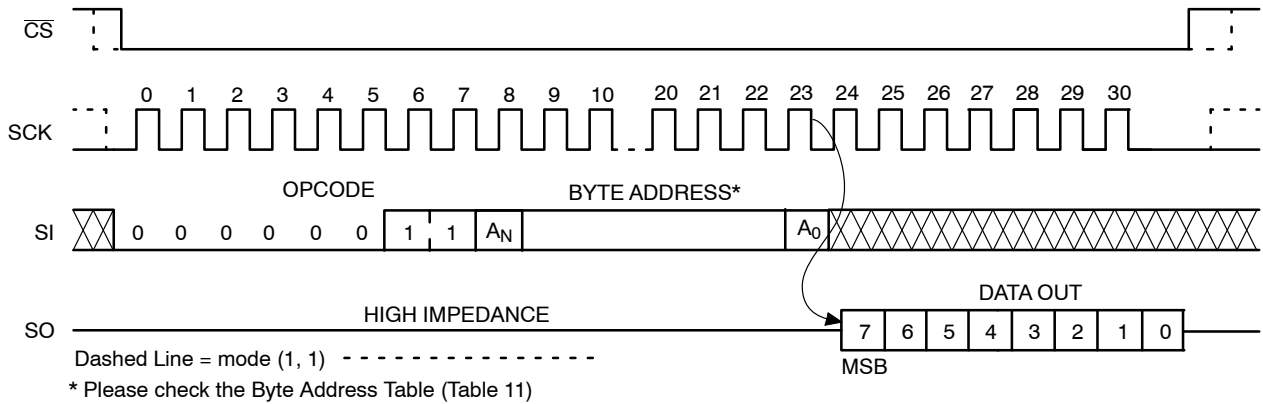 CS
0 1 2 3 4 5 6 7 8 9 10 20 21 22 23 24 25 26 27 28 29 30
SCK
OPCODE BYTE ADDRESS*
SI 0 0 0 0 0 0 1 1 AN A0
DATA OUT
HIGH IMPEDANCE
SO 7 6 5 4 3 2 1 0
Dashed Line = mode (1, 1)
MSB
* Please check the Byte Address Table (Table 11)